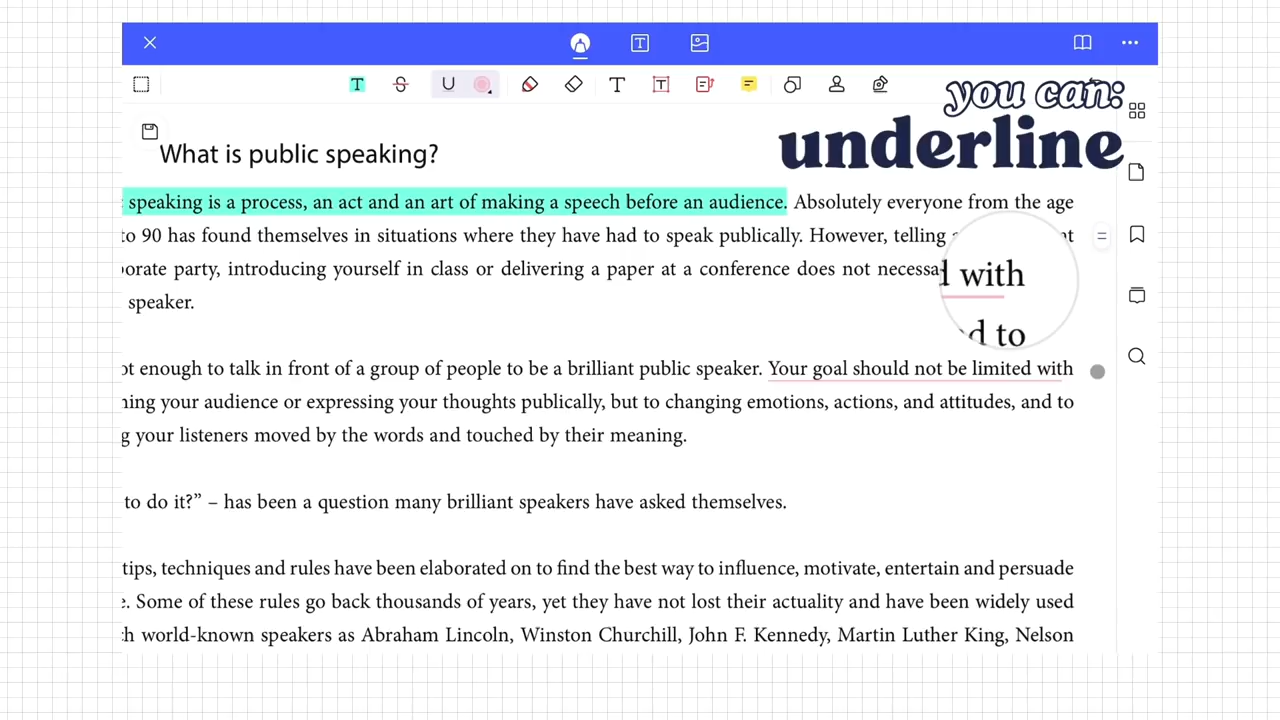 you can:
underline
What is public speaking?
speaking is a process, an act and an art of making a speech before an audience. Absolutely everyone from the age
to 90 has found themselves in situations where they have had to speak publically. However, telling
orate party, introducing yourself in class or delivering a paper at a conference does not necessa
speaker.
d with
d to
ot enough to talk in front of a group of people to be a brilliant public speaker. Your goal should not be limited with
ning your audience or expressing your thoughts publically, but to changing emotions, actions, and attitudes, and to
g your listeners moved by the words and touched by their meaning.
to do it?” – has been a question many brilliant speakers have asked themselves.
tips, techniques and rules have been elaborated on to find the best way to influence, motivate, entertain and persuade
e. Some of these rules go back thousands of years, yet they have not lost their actuality and have been widely used
h world-known speakers as Abraham Lincoln, Winston Churchill, John F. Kennedy, Martin Luther King, Nelson